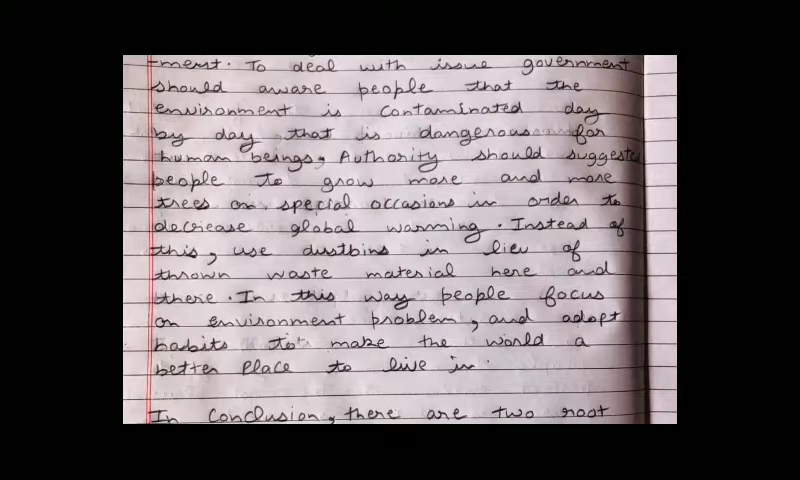 -ment. To deal with issue government
should aware people that the
environment is contaminated day
by day that is dangerous for
human beings, Authority should suggeste
people to grow more and more
trees on special occasions in order to
decrease global warming. Instead of
this, use dustbins in lieu of
thrown waste material here and
there. In this way people focus
on environment problem, and adopt
habits to make the world a
better place to live in.
In conclusion, there are two root